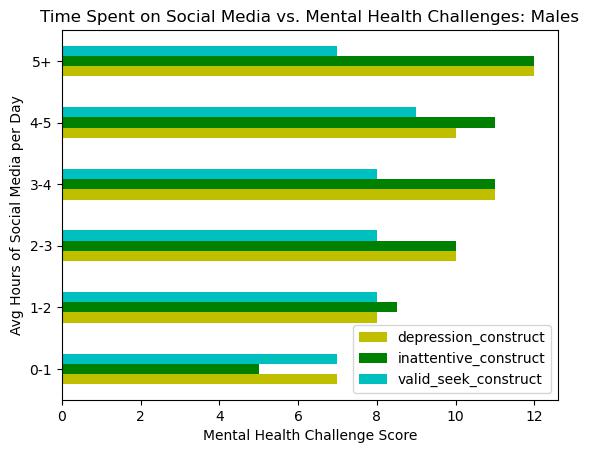 Time Spent on Social Media vs. Mental Health Challenges: Males
Avg Hours of Social Media per Day
5+
4-5
3-4
2-3
1-2
0-1
depression_construct
inattentive_construct
valid_seek_construct
0 2 4 6 8 10 12
Mental Health Challenge Score